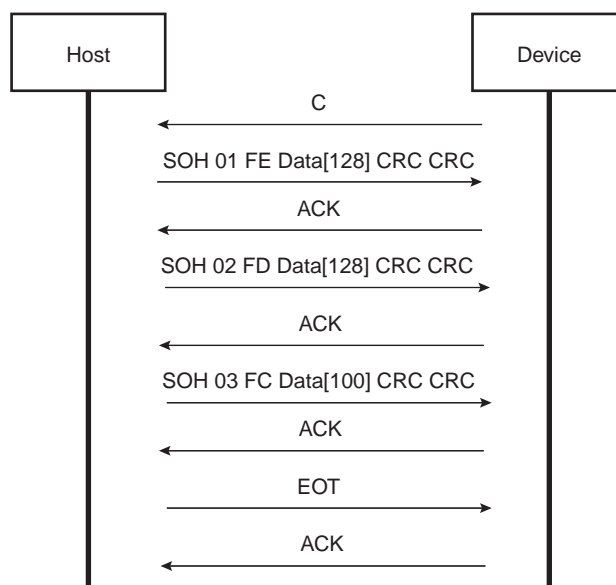 Host
Device
C
SOH 01 FE Data[128] CRC CRC
ACK
SOH 02 FD Data[128] CRC CRC
ACK
SOH 03 FC Data[100] CRC CRC
ACK
EOT
ACK